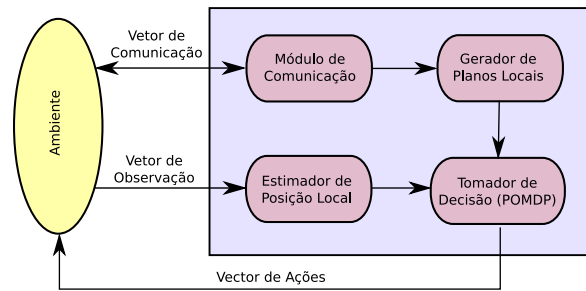 Vetor de
Comunicação
Módulo de
Comunicação
Gerador de
Planos Locais
Ambiente
Vetor de
Observação
Estimador de
Posição Local
Tomador de
Decisão (POMDP)
Vector de Ações